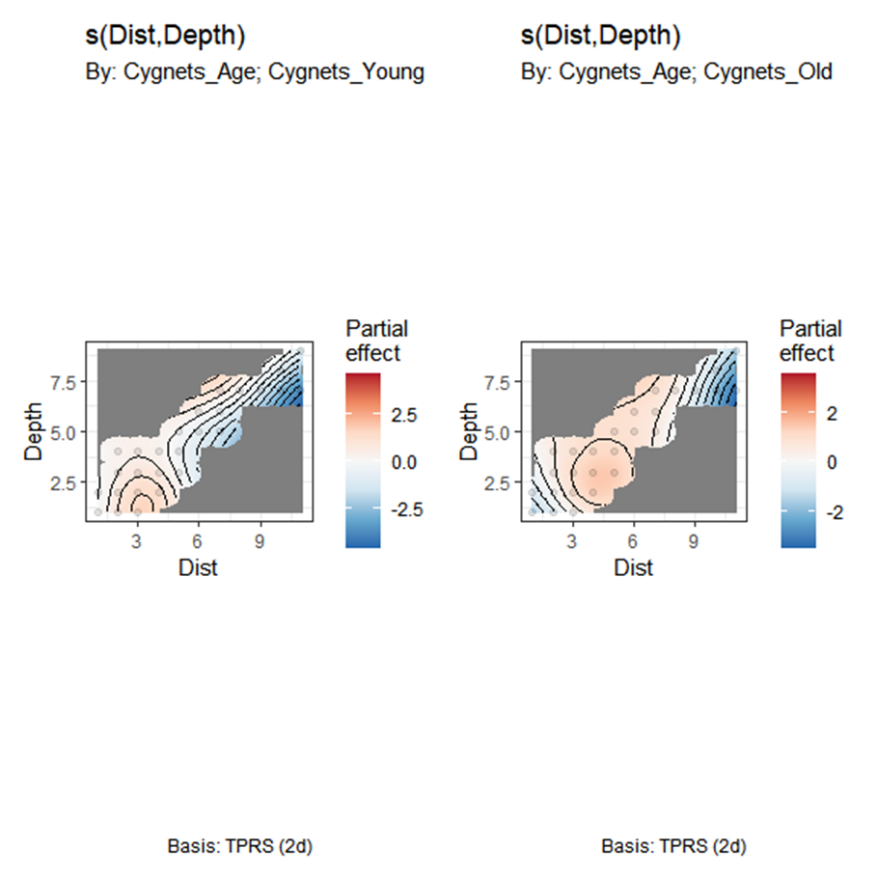 s(Dist,Depth)
By: Cygnets_Age; Cygnets_Young
Partial
effect
2.5
0.0
-2.5
7.5
5.0
2.5
Depth
3
6
9
Dist
Basis: TPRS (2d)
s(Dist,Depth)
By: Cygnets_Age; Cygnets_Old
Partial
effect
2
0
-2
7.5
5.0
2.5
Depth
3
6
9
Dist
Basis: TPRS (2d)